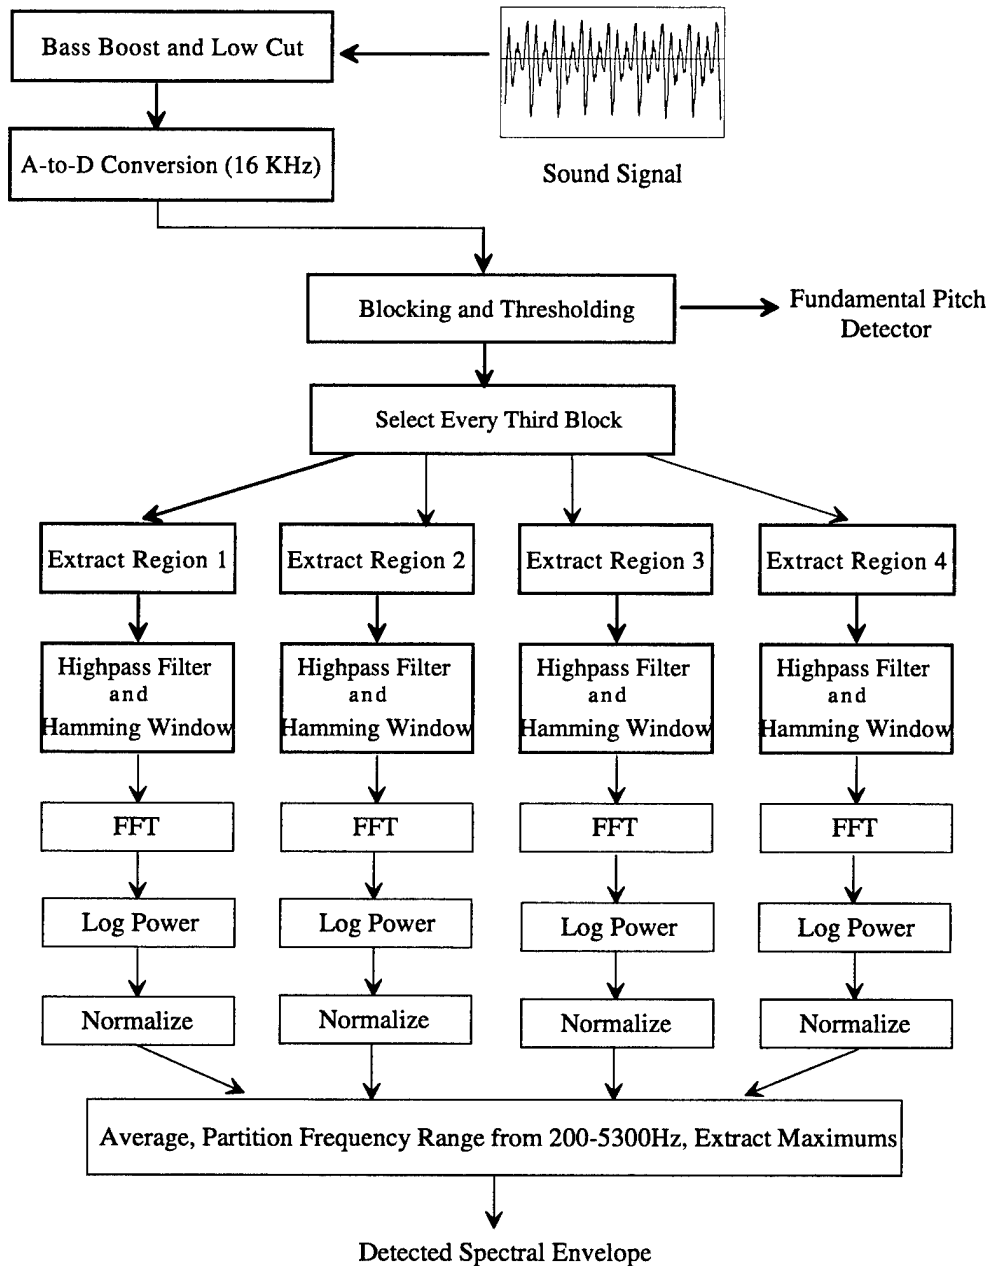 Bass Boost and Low Cut
A-to-D Conversion (16 KHz)
Sound Signal
Blocking and Thresholding
Fundamental Pitch
Detector
Select Every Third Block
Extract Region 1
Extract Region 2
Extract Region 3
Extract Region 4
Highpass Filter
and
Hamming Window
Highpass Filter
and
Hamming Window
Highpass Filter
and
Hamming Window
Highpass Filter
and
Hamming Window
FFT
FFT
FFT
FFT
Log Power
Log Power
Log Power
Log Power
Normalize
Normalize
Normalize
Normalize
Average, Partition Frequency Range from 200-5300Hz, Extract Maximums
Detected Spectral Envelope